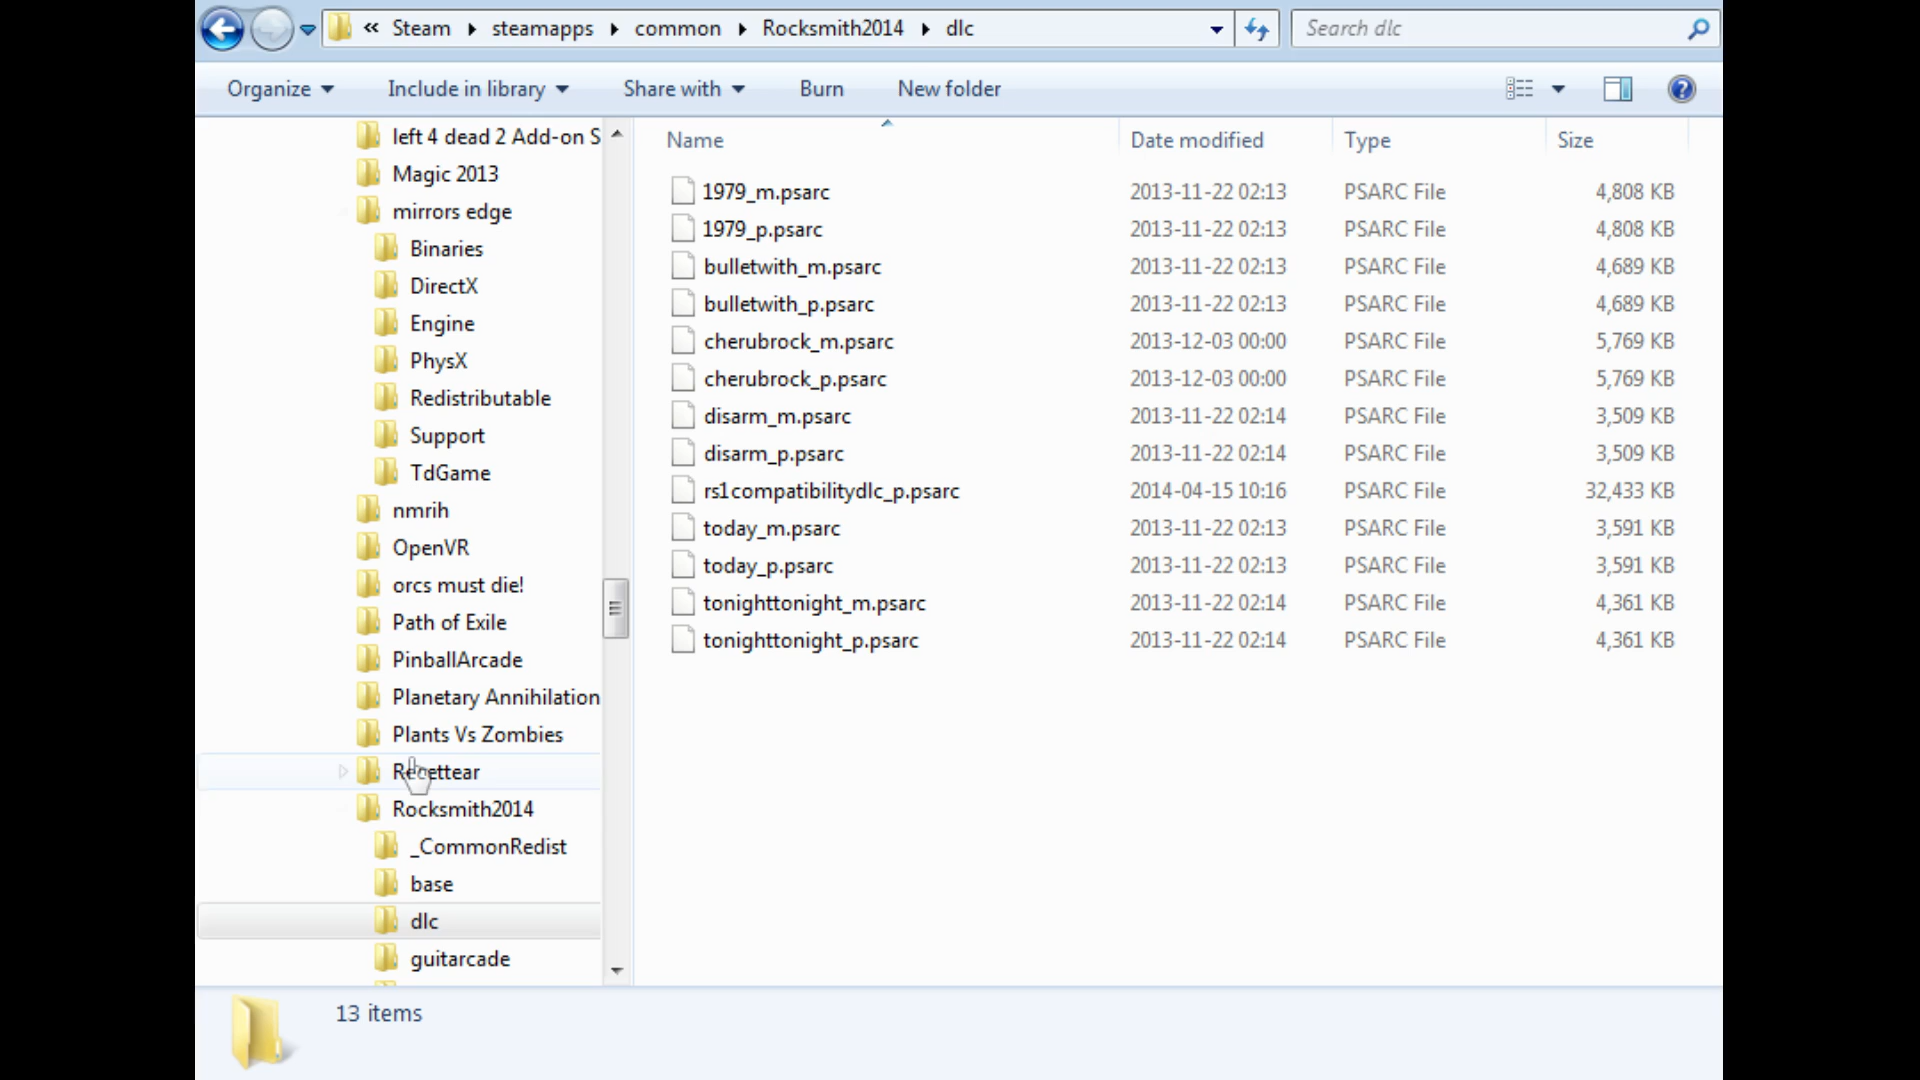 « Steam ▸ steamapps ▸ common ▸ Rocksmith2014 ▸ dlc
Search dlc
Organize Include in library Share with Burn New folder
left 4 dead 2 Add-on S
Magic 2013
mirrors edge
Binaries
DirectX
Engine
PhysX
Redistributable
Support
TdGame
nmrih
OpenVR
orcs must die!
Path of Exile
PinballArcade
Planetary Annihilation
Plants Vs Zombies
Recettear
Rocksmith2014
_CommonRedist
base
dlc
guitarcade
Name Date modified Type Size
1979_m.psarc 2013-11-22 02:13 PSARC File 4,808 KB
1979_p.psarc 2013-11-22 02:13 PSARC File 4,808 KB
bulletwith_m.psarc 2013-11-22 02:13 PSARC File 4,689 KB
bulletwith_p.psarc 2013-11-22 02:13 PSARC File 4,689 KB
cherubrock_m.psarc 2013-12-03 00:00 PSARC File 5,769 KB
cherubrock_p.psarc 2013-12-03 00:00 PSARC File 5,769 KB
disarm_m.psarc 2013-11-22 02:14 PSARC File 3,509 KB
disarm_p.psarc 2013-11-22 02:14 PSARC File 3,509 KB
rs1compatibilitydlc_p.psarc 2014-04-15 10:16 PSARC File 32,433 KB
today_m.psarc 2013-11-22 02:13 PSARC File 3,591 KB
today_p.psarc 2013-11-22 02:13 PSARC File 3,591 KB
tonighttonight_m.psarc 2013-11-22 02:14 PSARC File 4,361 KB
tonighttonight_p.psarc 2013-11-22 02:14 PSARC File 4,361 KB
13 items